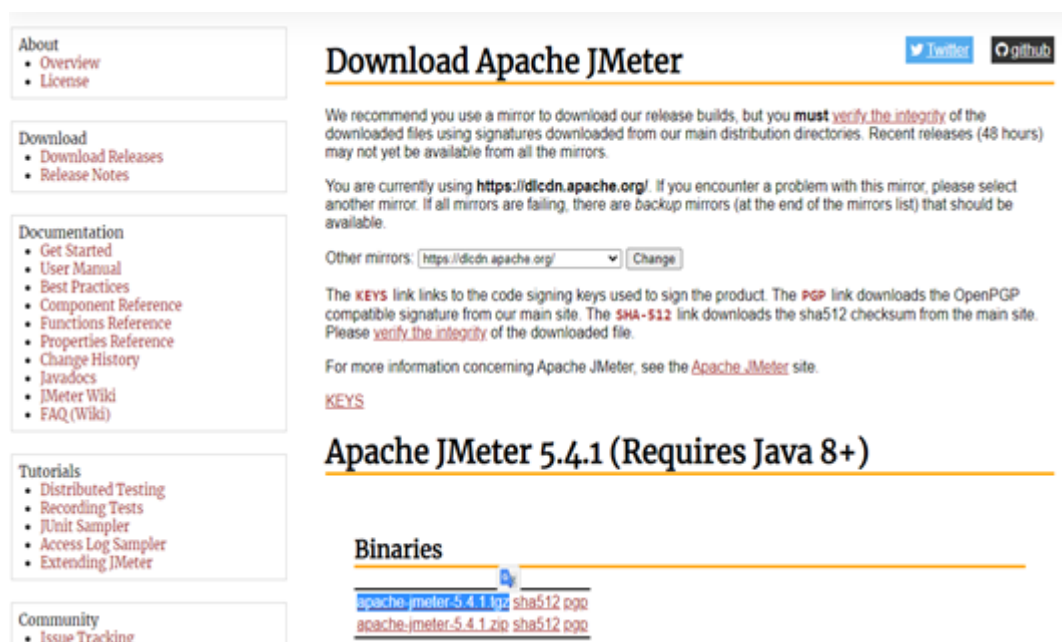 About
Overview
License
Download
Download Releases
Release Notes
Documentation
Get Started
User Manual
Best Practices
Component Reference
Functions Reference
Properties Reference
Change History
Javadocs
JMeter Wiki
FAQ (Wiki)
Tutorials
Distributed Testing
Recording Tests
JUnit Sampler
Access Log Sampler
Extending JMeter
Community
Issue Tracking
Twitter
github
Download Apache JMeter
We recommend you use a mirror to download our release builds, but you must verify the integrity of the
downloaded files using signatures downloaded from our main distribution directories. Recent releases (48 hours)
may not yet be available from all the mirrors.
You are currently using https://dlcdn.apache.org/. If you encounter a problem with this mirror, please select
another mirror. If all mirrors are failing, there are backup mirrors (at the end of the mirrors list) that should be
available.
Other mirrors: https://dlcdn.apache.org/ Change
The KEYS link links to the code signing keys used to sign the product. The PGP link downloads the OpenPGP
compatible signature from our main site. The SHA-512 link downloads the sha512 checksum from the main site.
Please verify the integrity of the downloaded file.
For more information concerning Apache JMeter, see the Apache JMeter site.
KEYS
Apache JMeter 5.4.1 (Requires Java 8+)
Binaries
apache-jmeter-5.4.1.tgz sha512 pgp
apache-jmeter-5.4.1.zip sha512 pgp